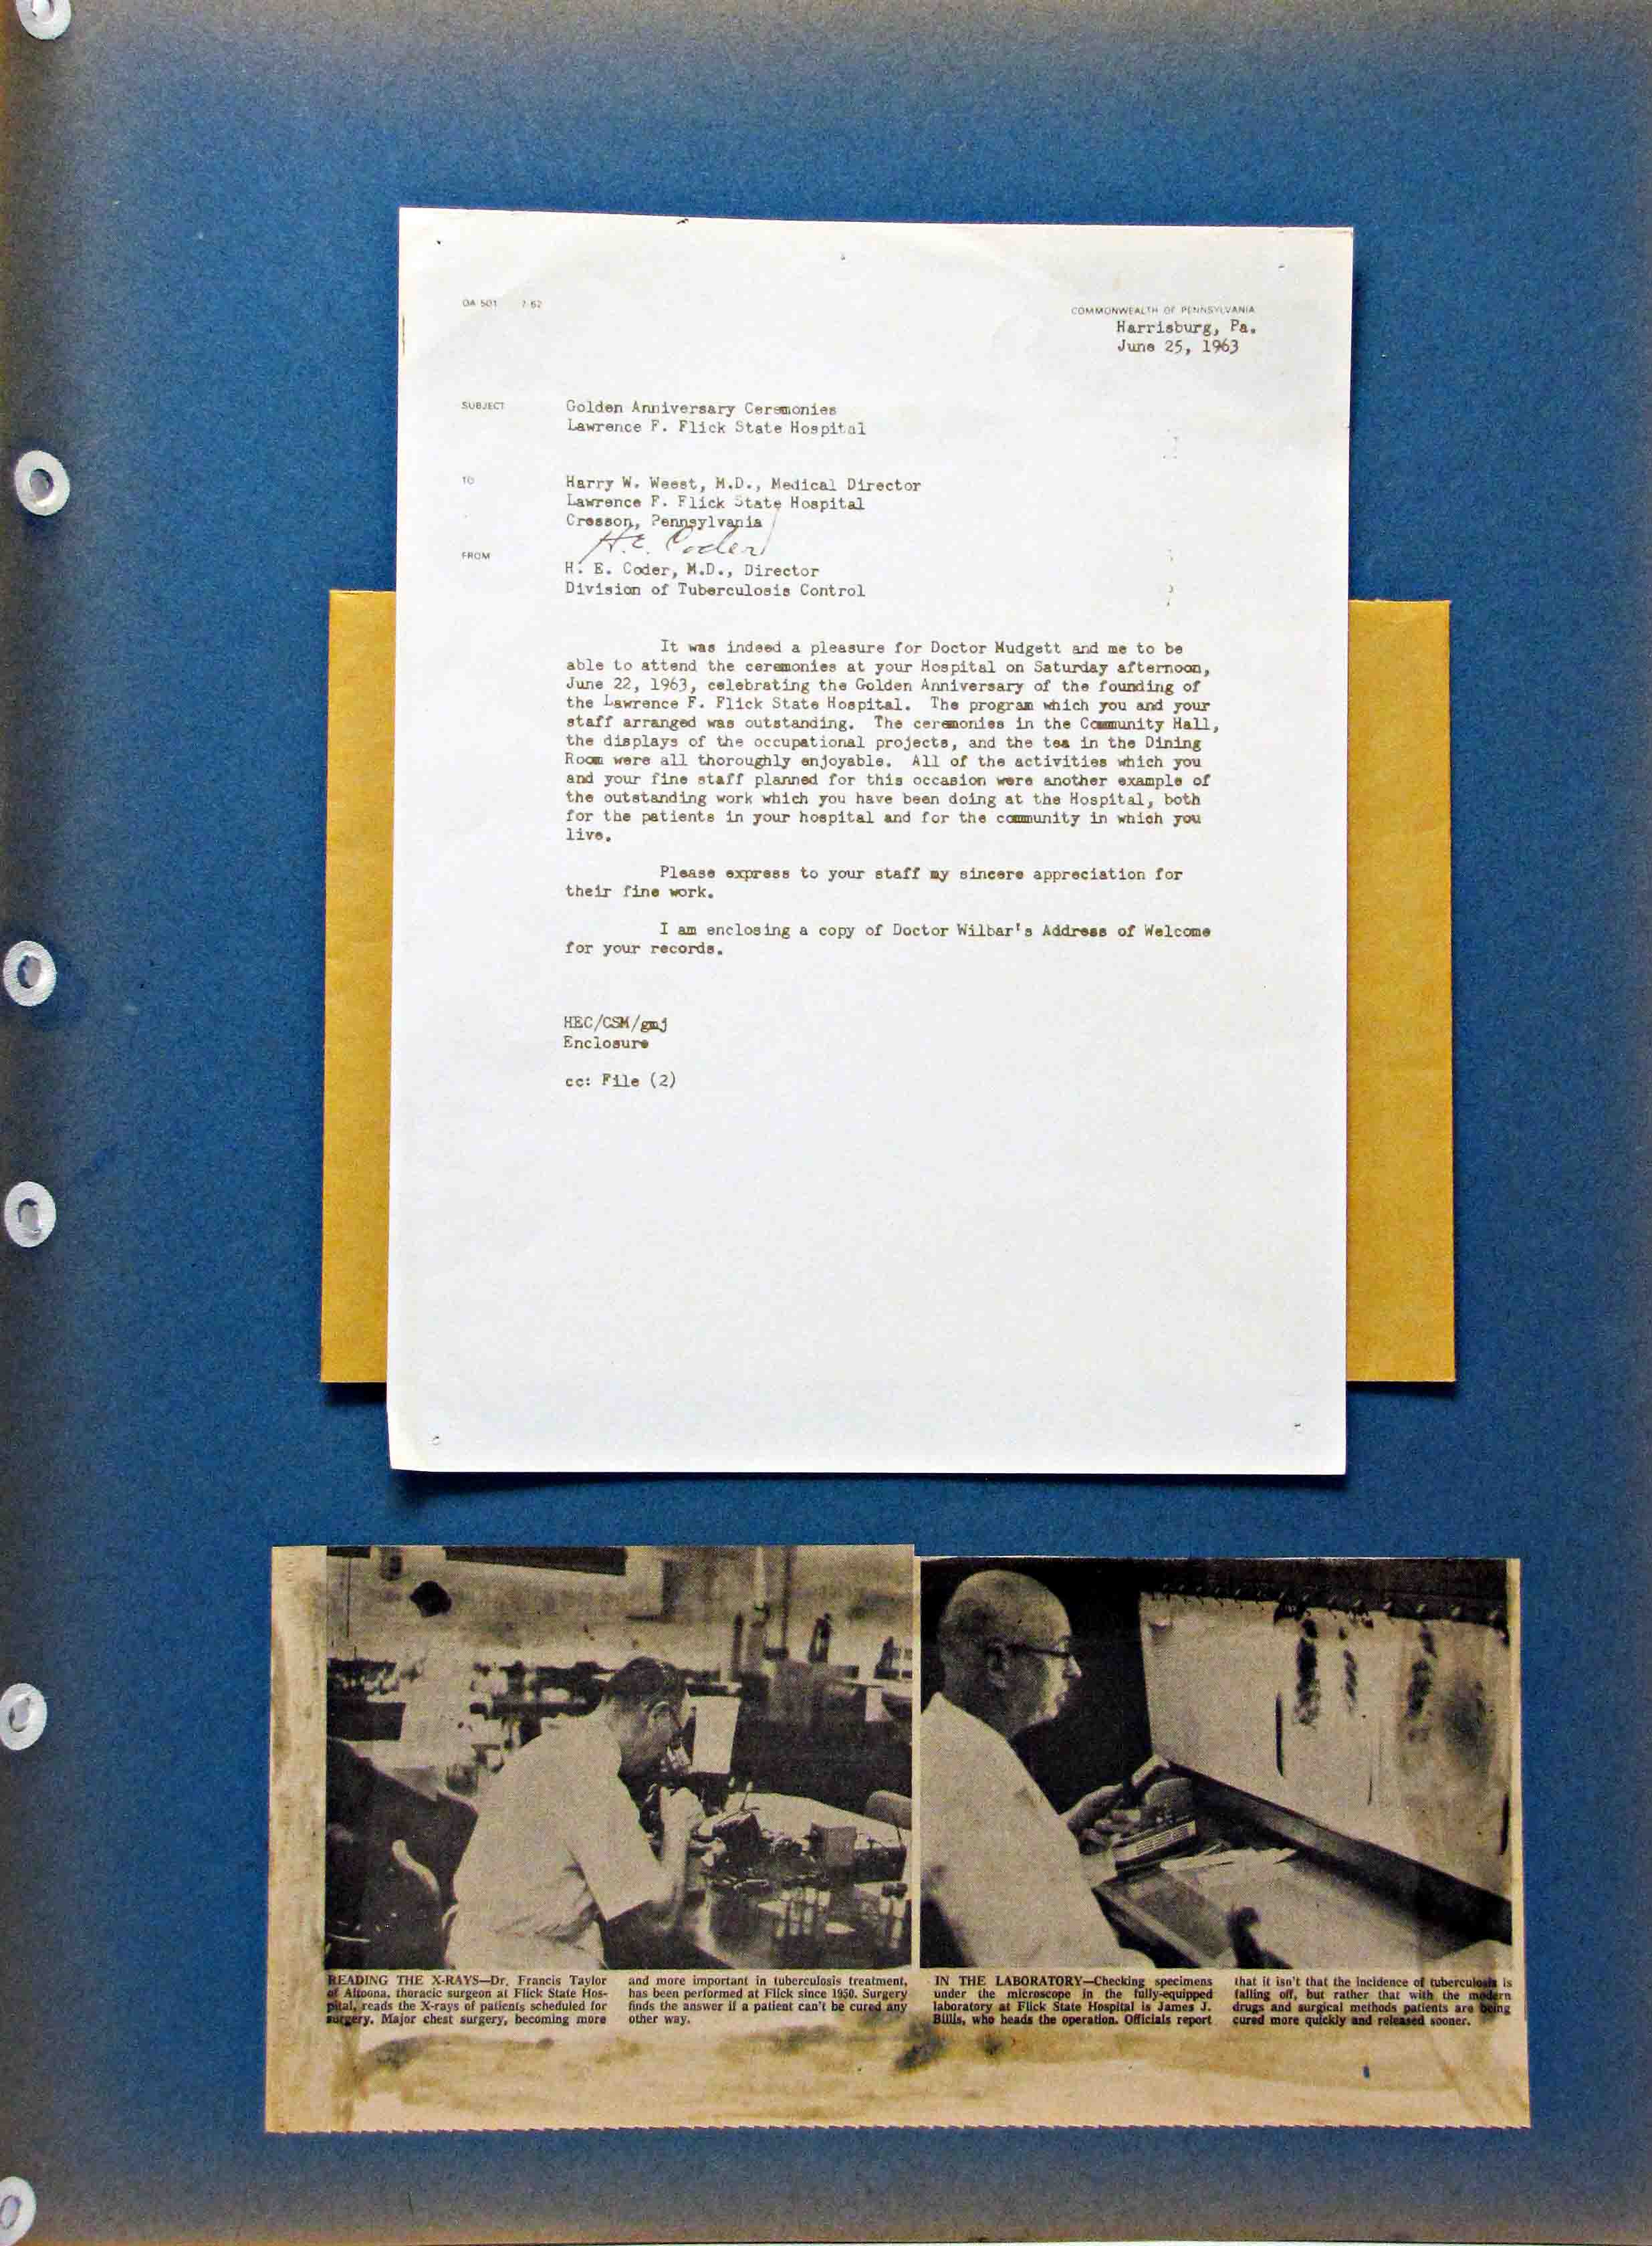 OA 501 7-62
COMMONWEALTH OF PENNSYLVANIA
Harrisburg, Pa.
June 25, 1963
SUBJECT Golden Anniversary Ceremonies
Lawrence F. Flick State Hospital
TO Harry W. Weest, M.D., Medical Director
Lawrence F. Flick State Hospital
Cresson, Pennsylvania
H.E. Coder
FROM H. E. Coder, M.D., Director
Division of Tuberculosis Control
It was indeed a pleasure for Doctor Mudgett and me to be
able to attend the ceremonies at your Hospital on Saturday afternoon,
June 22, 1963, celebrating the Golden Anniversary of the founding of
the Lawrence F. Flick State Hospital. The program which you and your
staff arranged was outstanding. The ceremonies in the Community Hall,
the displays of the occupational projects, and the tea in the Dining
Room were all thoroughly enjoyable. All of the activities which you
and your fine staff planned for this occasion were another example of
the outstanding work which you have been doing at the Hospital, both
for the patients in your hospital and for the community in which you
live.
Please express to your staff my sincere appreciation for
their fine work.
I am enclosing a copy of Doctor Wilbar's Address of Welcome
for your records.
HEC/CSM/gmj
Enclosure
cc: File (2)
READING THE X-RAYS—Dr. Francis Taylor
of Altoona, thoracic surgeon at Flick State Hos-
pital, reads the X-rays of patients scheduled for
surgery. Major chest surgery, becoming more
and more important in tuberculosis treatment,
has been performed at Flick since 1950. Surgery
finds the answer if a patient can't be cured any
other way.
IN THE LABORATORY—Checking specimens
under the microscope in the fully-equipped
laboratory at Flick State Hospital is James J.
Billis, who heads the operation. Officials report
that it isn't that the incidence of tuberculosis is
falling off, but rather that with the modern
drugs and surgical methods patients are being
cured more quickly and released sooner.